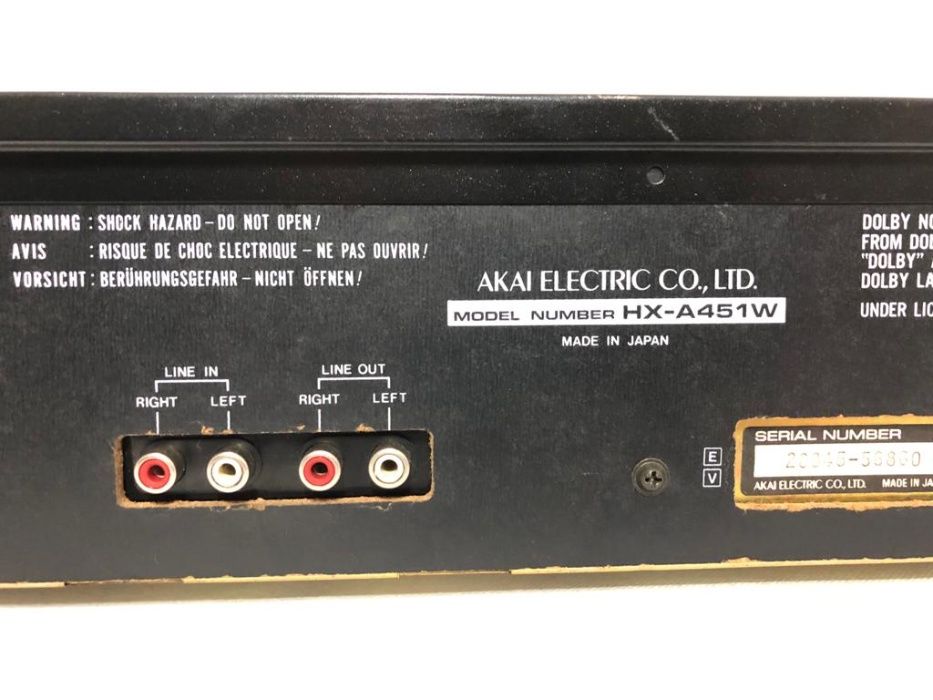 WARNING : SHOCK HAZARD – DO NOT OPEN!
AVIS : RISQUE DE CHOC ELECTRIQUE – NE PAS OUVRIR!
VORSICHT : BERÜHRUNGSGEFAHR – NICHT ÖFFNEN!
AKAI ELECTRIC CO., LTD.
MODEL NUMBER HX-A451W
MADE IN JAPAN
DOLBY
FROM
"DOLBY"
DOLBY
UNDER
LINE IN
RIGHT LEFT
LINE OUT
RIGHT LEFT
E
V
SERIAL NUMBER
AKAI ELECTRIC CO., LTD. MADE IN